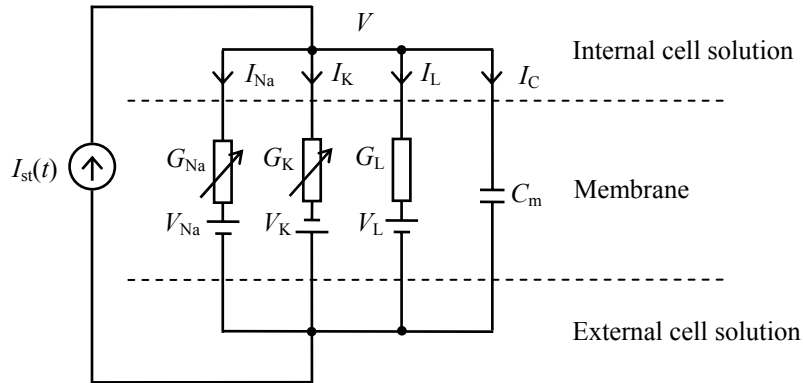 V
Internal cell solution
I_Na I_K I_L I_C
I_st(t)
G_Na G_K G_L
C_m
Membrane
V_Na V_K V_L
External cell solution